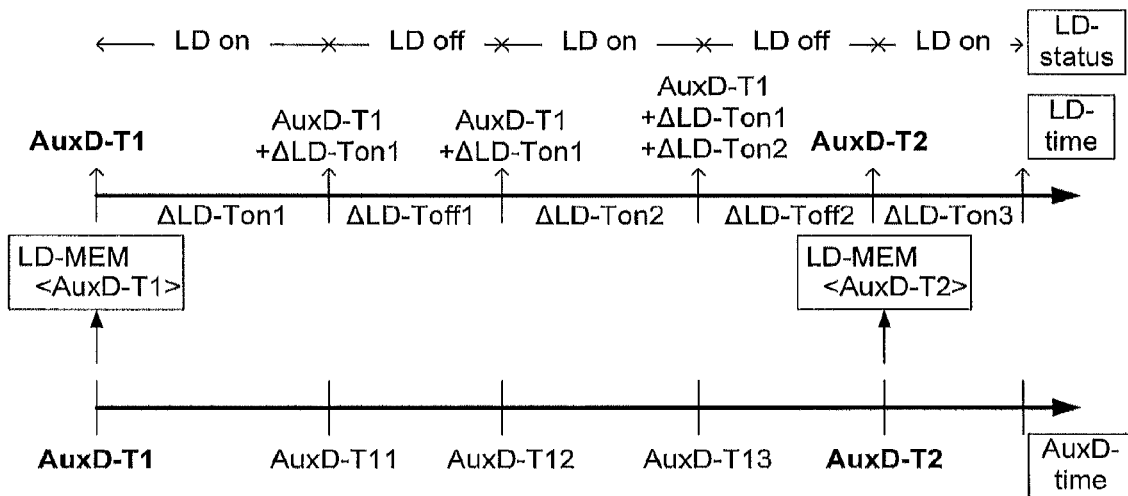 LD on LD off LD on LD off LD on
LD-
status
AuxD-T1
AuxD-T1
+ΔLD-Ton1
AuxD-T1
+ΔLD-Ton1
AuxD-T1
+ΔLD-Ton1
+ΔLD-Ton2
AuxD-T2
LD-
time
ΔLD-Ton1 ΔLD-Toff1 ΔLD-Ton2 ΔLD-Toff2 ΔLD-Ton3
LD-MEM
<AuxD-T1>
LD-MEM
<AuxD-T2>
AuxD-T1 AuxD-T11 AuxD-T12 AuxD-T13 AuxD-T2
AuxD-
time